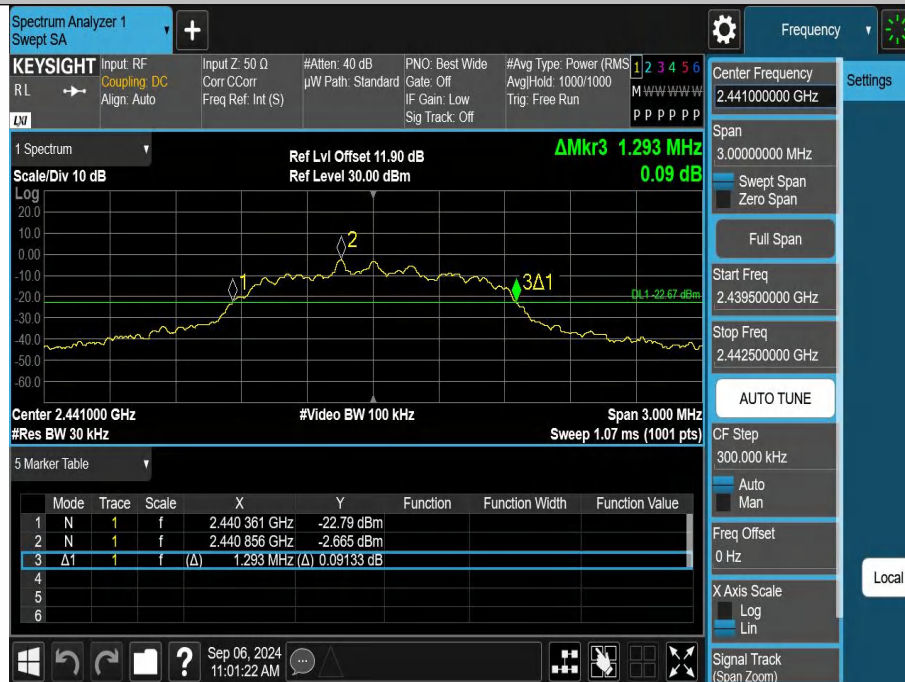 Spectrum Analyzer 1
Swept SA
+
Frequency
KEYSIGHT
RL
LXI
Input: RF
Coupling: DC
Align: Auto
Input Z: 50 Ω
Corr CCorr
Freq Ref: Int (S)
#Atten: 40 dB
µW Path: Standard
PNO: Best Wide
Gate: Off
IF Gain: Low
Sig Track: Off
#Avg Type: Power (RMS
Avg|Hold: 1000/1000
Trig: Free Run
1 2 3 4 5 6
M W W W W W
P P P P P P
1 Spectrum
Scale/Div 10 dB
Ref Lvl Offset 11.90 dB
Ref Level 30.00 dBm
ΔMkr3 1.293 MHz
0.09 dB
Log
20.0
10.0
0.00
-10.0
-20.0
-30.0
-40.0
-50.0
-60.0
1
2
3Δ1
DL1 -22.67 dBm
Center 2.441000 GHz
#Video BW 100 kHz
Span 3.000 MHz
#Res BW 30 kHz
Sweep 1.07 ms (1001 pts)
5 Marker Table
Mode Trace Scale X Y Function Function Width Function Value
1 N 1 f 2.440 361 GHz -22.79 dBm
2 N 1 f 2.440 856 GHz -2.665 dBm
3 Δ1 1 f (Δ) 1.293 MHz (Δ) 0.09133 dB
4
5
6
?
Sep 06, 2024
11:01:22 AM
Center Frequency
2.441000000 GHz
Settings
Span
3.00000000 MHz
Swept Span
Zero Span
Full Span
Start Freq
2.439500000 GHz
Stop Freq
2.442500000 GHz
AUTO TUNE
CF Step
300.000 kHz
Auto
Man
Freq Offset
0 Hz
Local
X Axis Scale
Log
Lin
Signal Track
(Span Zoom)